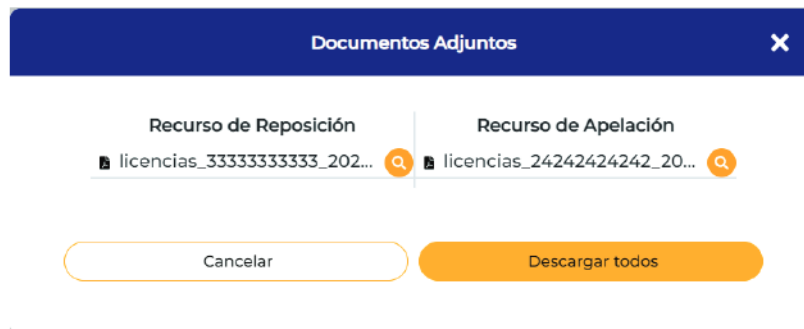 Documentos Adjuntos
Recurso de Reposición
Recurso de Apelación
licencias_33333333333_202...
licencias_24242424242_20...
Cancelar
Descargar todos